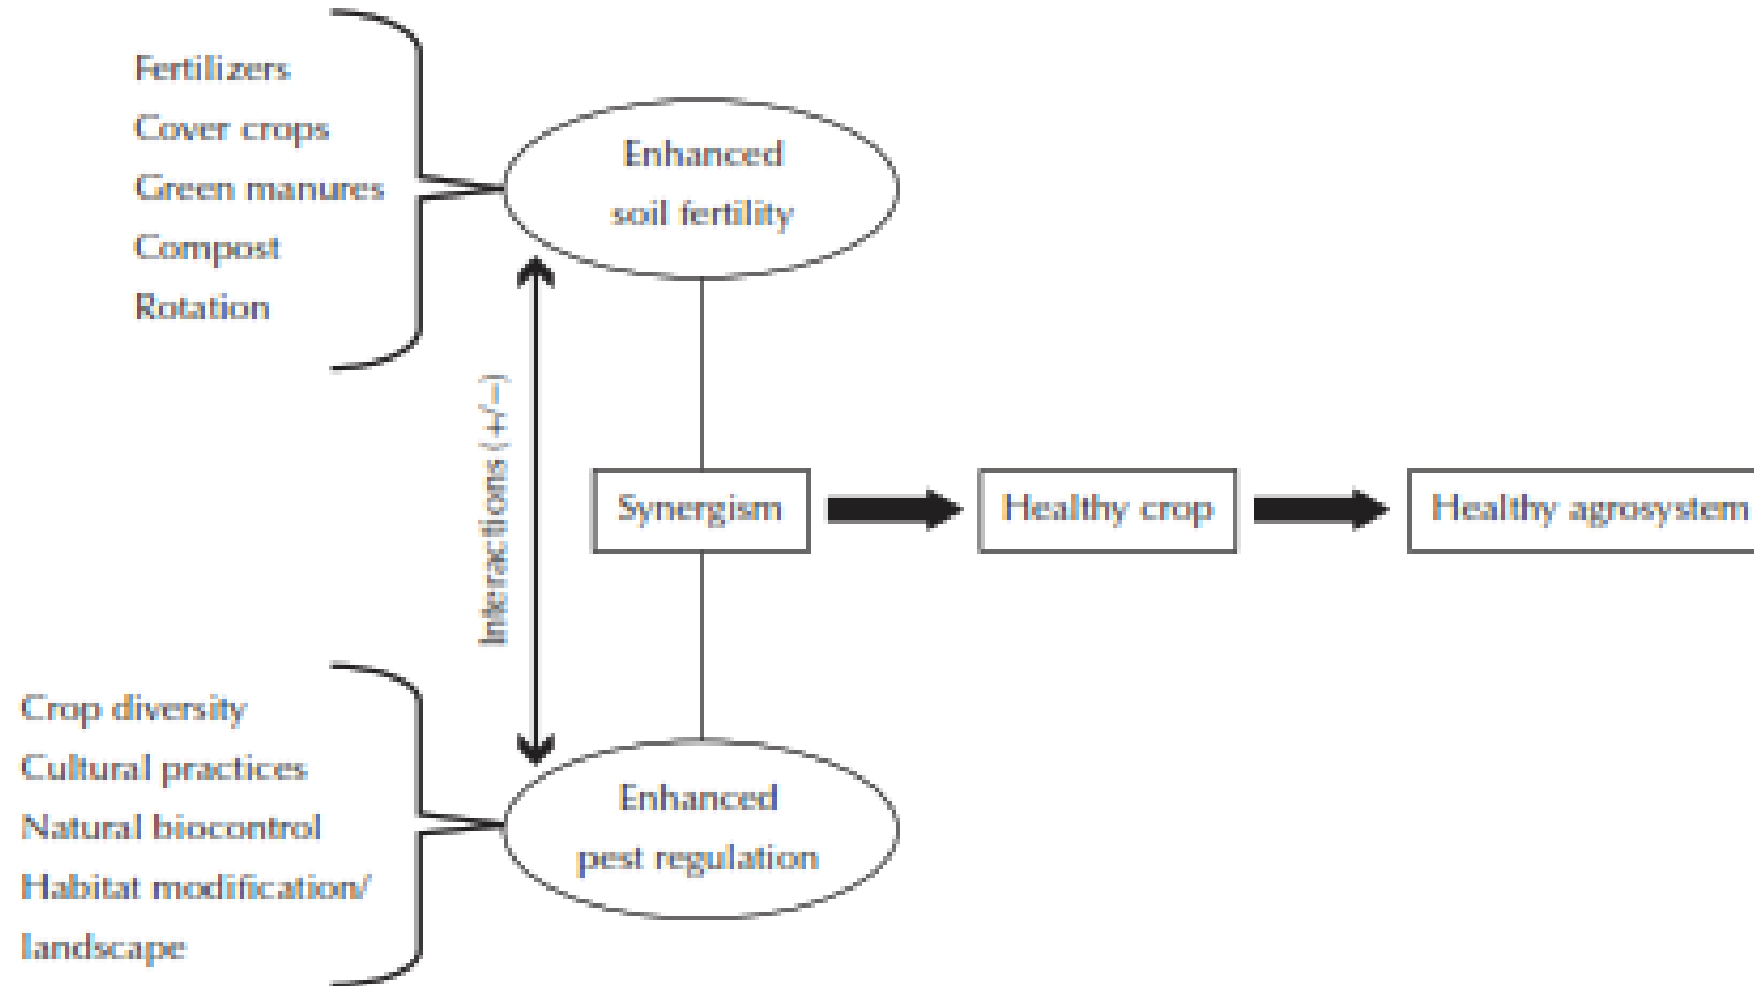 Fertilizers
Cover crops
Green manures
Compost
Rotation
Enhanced
soil fertility
Interactions (+/−)
Synergism
Healthy crop
Healthy agrosystem
Crop diversity
Cultural practices
Natural biocontrol
Habitat modification/
landscape
Enhanced
pest regulation